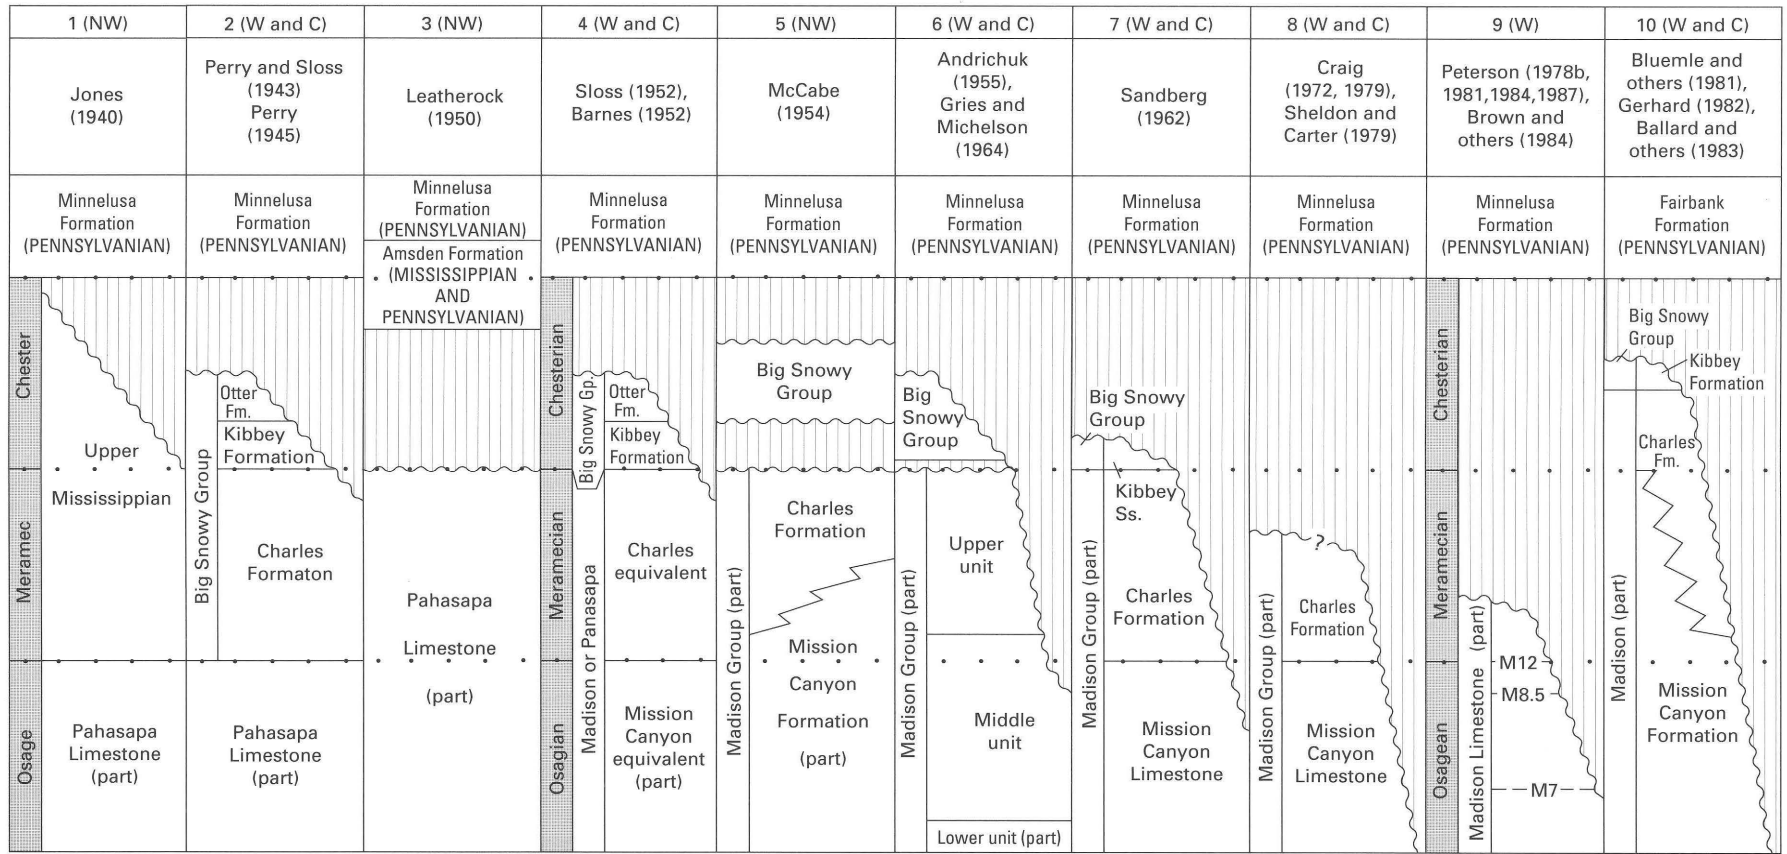 1 (NW)
2 (W and C)
3 (NW)
4 (W and C)
5 (NW)
6 (W and C)
7 (W and C)
8 (W and C)
9 (W)
10 (W and C)
Jones
(1940)
Perry and Sloss
(1943)
Perry
(1945)
Leatherock
(1950)
Sloss (1952),
Barnes (1952)
McCabe
(1954)
Andrichuk
(1955),
Gries and
Michelson
(1964)
Sandberg
(1962)
Craig
(1972, 1979),
Sheldon and
Carter (1979)
Peterson (1978b,
1981,1984,1987),
Brown and
others (1984)
Bluemle and
others (1981),
Gerhard (1982),
Ballard and
others (1983)
Minnelusa
Formation
(PENNSYLVANIAN)
Minnelusa
Formation
(PENNSYLVANIAN)
Minnelusa
Formation
(PENNSYLVANIAN)
Amsden Formation
(MISSISSIPPIAN
AND
PENNSYLVANIAN)
Minnelusa
Formation
(PENNSYLVANIAN)
Minnelusa
Formation
(PENNSYLVANIAN)
Minnelusa
Formation
(PENNSYLVANIAN)
Minnelusa
Formation
(PENNSYLVANIAN)
Minnelusa
Formation
(PENNSYLVANIAN)
Minnelusa
Formation
(PENNSYLVANIAN)
Fairbank
Formation
(PENNSYLVANIAN)
Chester
Meramec
Osage
Upper
Mississippian
Pahasapa
Limestone
(part)
Big Snowy Group
Otter
Fm.
Kibbey
Formation
Charles
Formaton
Pahasapa
Limestone
(part)
Pahasapa
Limestone
(part)
Chesterian
Meramecian
Osagian
Big Snowy Gp.
Madison or Panasapa
Otter
Fm.
Kibbey
Formation
Charles
equivalent
Mission
Canyon
equivalent
(part)
Big Snowy
Group
Madison Group (part)
Charles
Formation
Mission
Canyon
Formation
(part)
Big
Snowy
Group
Madison Group (part)
Upper
unit
Middle
unit
Lower unit (part)
Big Snowy
Group
Kibbey
Ss.
Madison Group (part)
Charles
Formation
Mission
Canyon
Limestone
?
Madison Group (part)
Charles
Formation
Mission
Canyon
Limestone
Chesterian
Meramecian
Osagean
Madison Limestone (part)
M12
M8.5
M7
Big Snowy
Group
Kibbey
Formation
Charles
Fm.
Madison (part)
Mission
Canyon
Formation